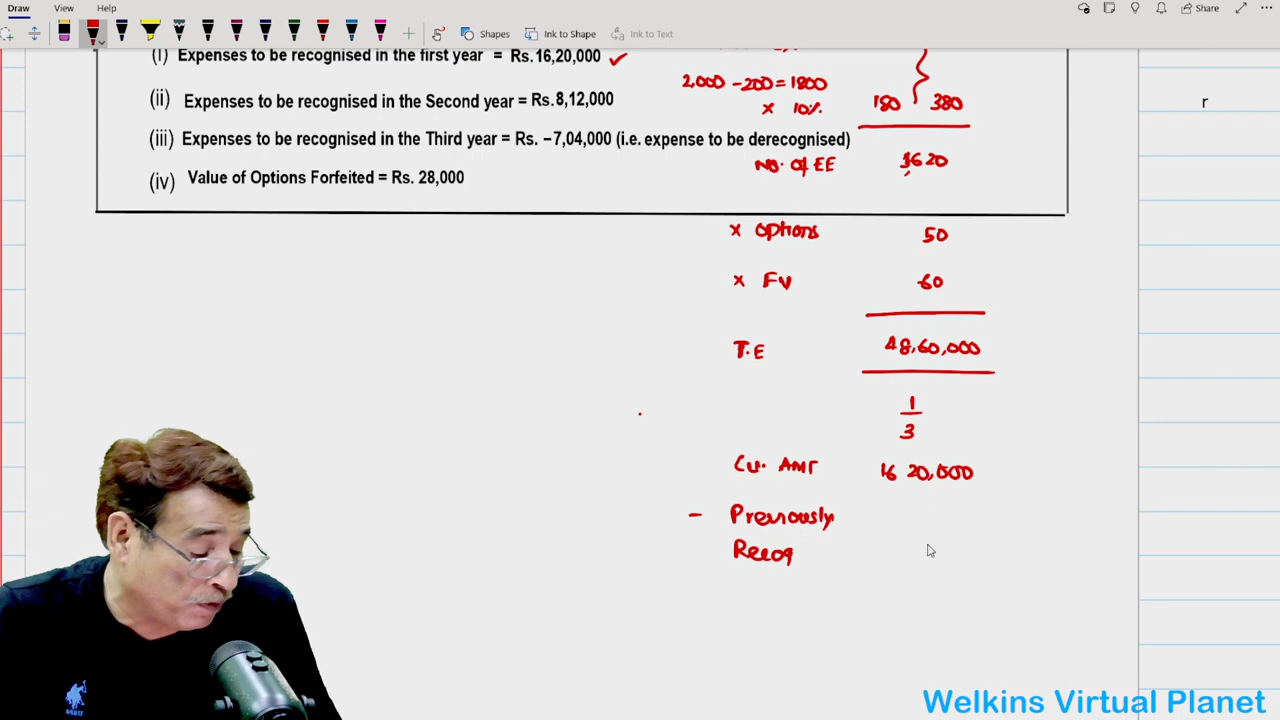 Draw View Help Share
Shapes Ink to Shape Ink to Text
(i) Expenses to be recognised in the first year = Rs.16,20,000 ✓
2,000 - 200 = 1800
180 380
× 10%
(ii) Expenses to be recognised in the Second year = Rs.8,12,000
(iii) Expenses to be recognised in the Third year = Rs. −7,04,000 (i.e. expense to be derecognised)
No. of EE 1620
(iv) Value of Options Forfeited = Rs. 28,000
r
× options 50
× FV 60
T.E 48,60,000
1
3
Cu. Amt 16 20,000
- Previously
Recog
Welkins Virtual Planet